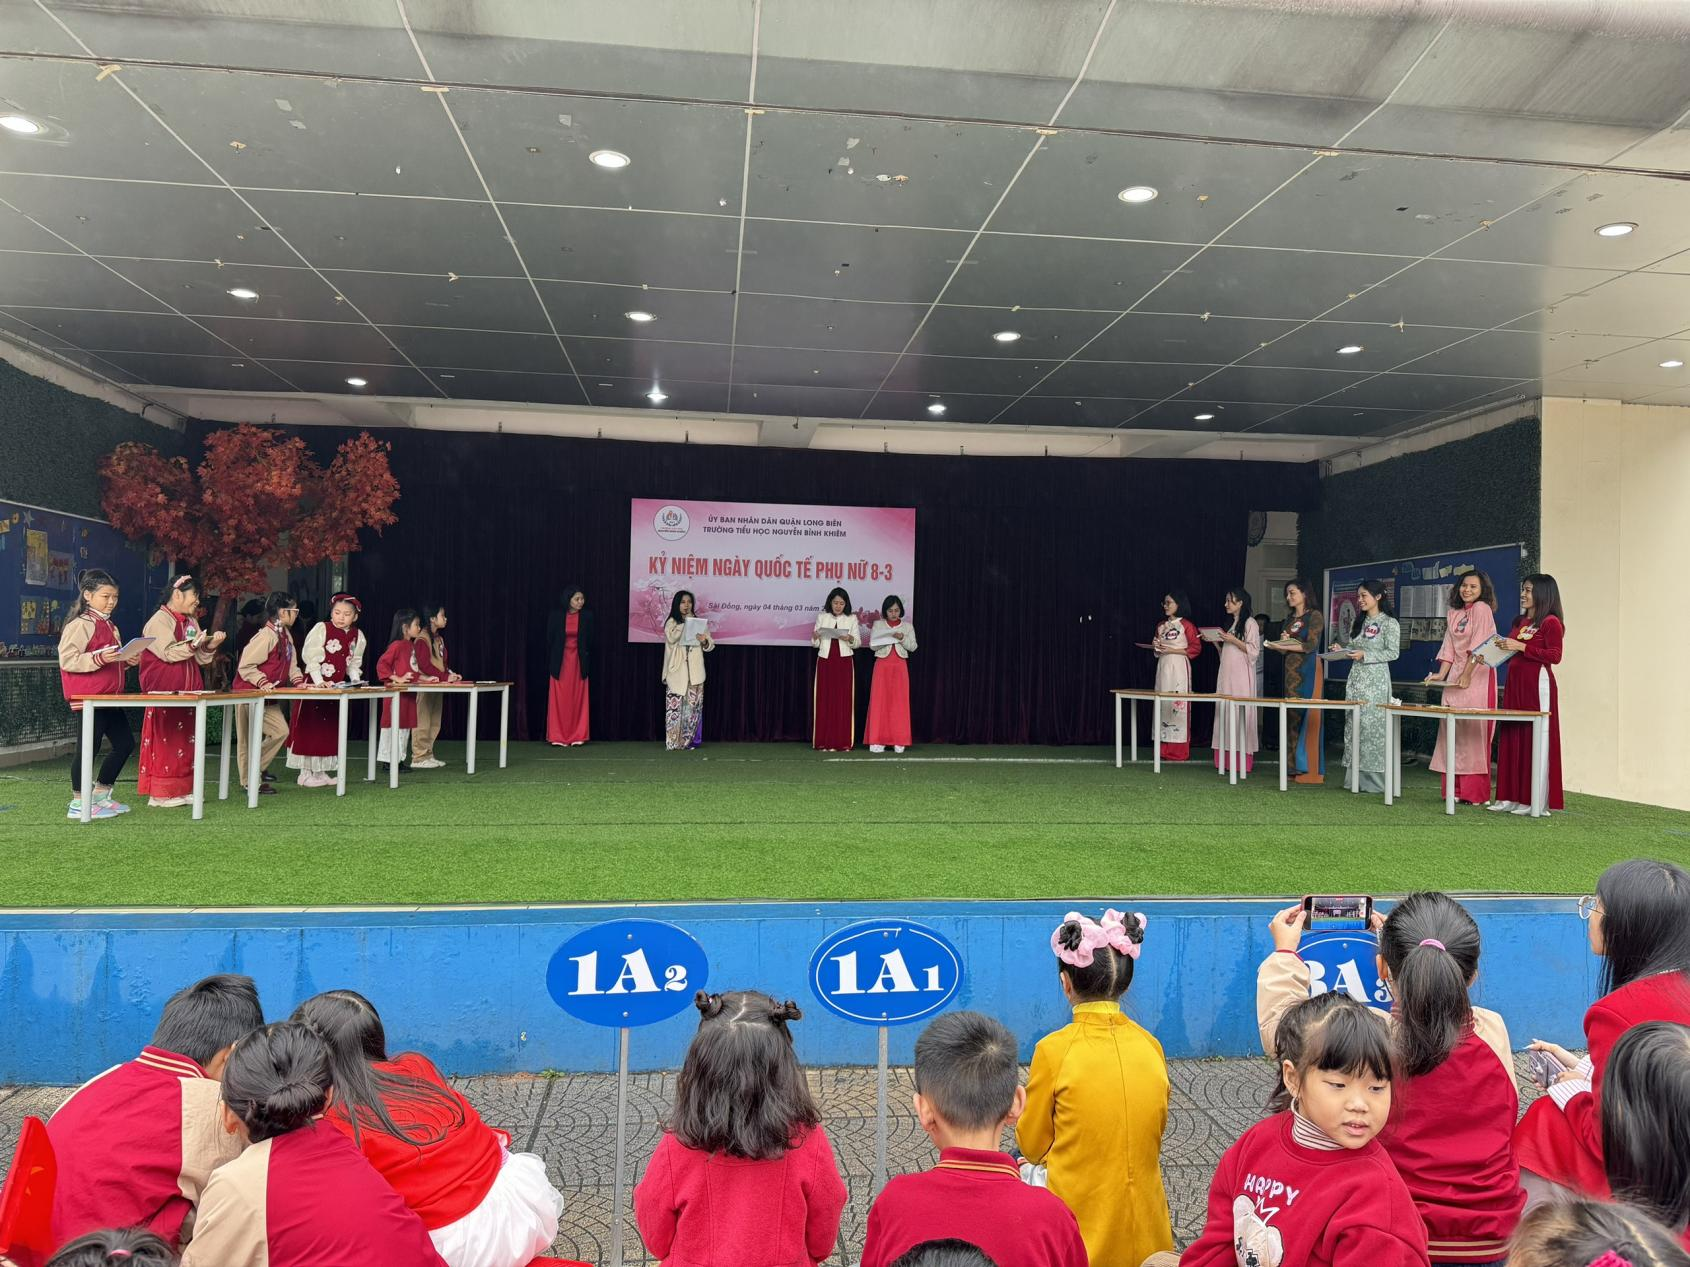 ỦY BAN NHÂN DÂN QUẬN LONG BIÊN
TRƯỜNG TIỂU HỌC NGUYỄN BỈNH KHIÊM
KỶ NIỆM NGÀY QUỐC TẾ PHỤ NỮ 8-3
Sài Đồng, ngày 04 tháng 03 năm
1A2
1A1
3A3
HAPPY